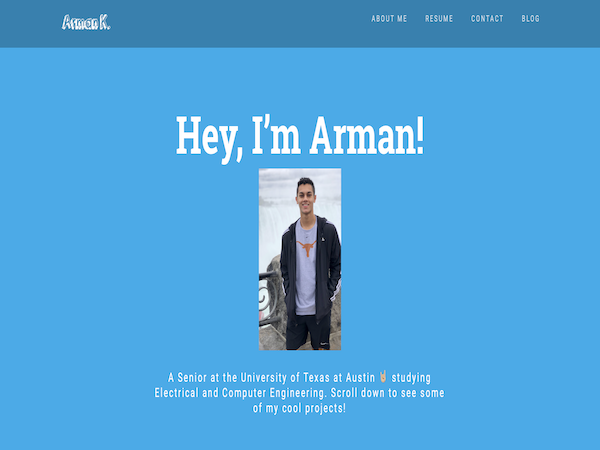 Arman K.
ABOUT ME RESUME CONTACT BLOG
Hey, I’m Arman!
A Senior at the University of Texas at Austin 🤘 studying
Electrical and Computer Engineering. Scroll down to see some
of my cool projects!